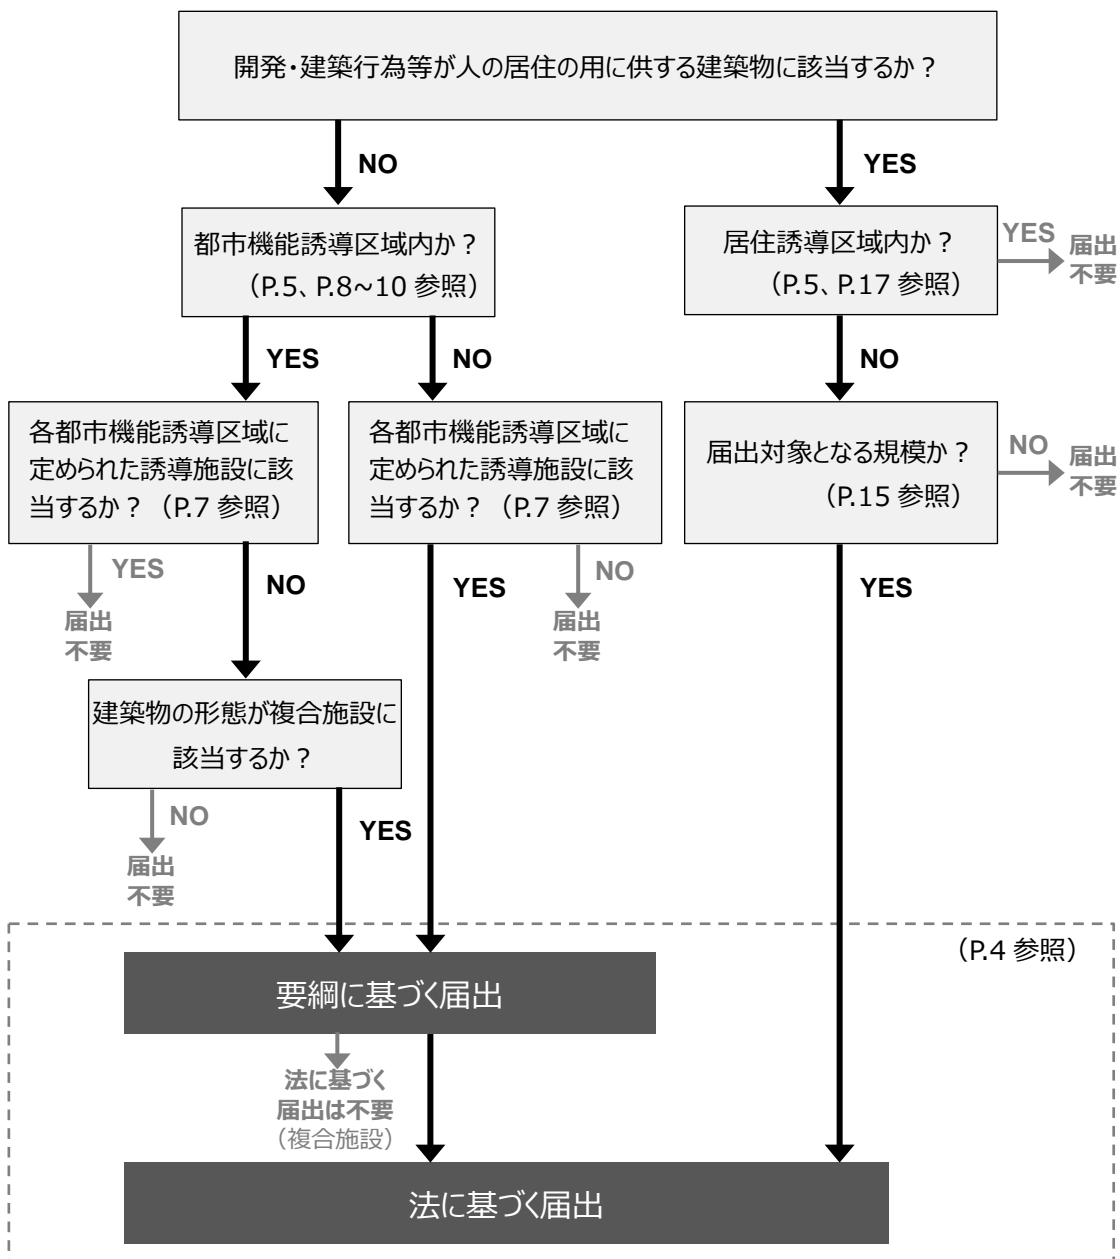 開発・建築行為等が人の居住の用に供する建築物に該当するか？
NO
YES
都市機能誘導区域内か？
（P.5、P.8~10 参照）
居住誘導区域内か？
（P.5、P.17 参照）
YES
届出
不要
YES
NO
NO
各都市機能誘導区域に
定められた誘導施設に該
当するか？（P.7 参照）
各都市機能誘導区域に
定められた誘導施設に該
当するか？（P.7 参照）
届出対象となる規模か？
（P.15 参照）
NO
届出
不要
YES
届出
不要
NO
YES
NO
届出
不要
YES
建築物の形態が複合施設に
該当するか？
NO
届出
不要
YES
（P.4 参照）
要綱に基づく届出
法に基づく
届出は不要
（複合施設）
法に基づく届出